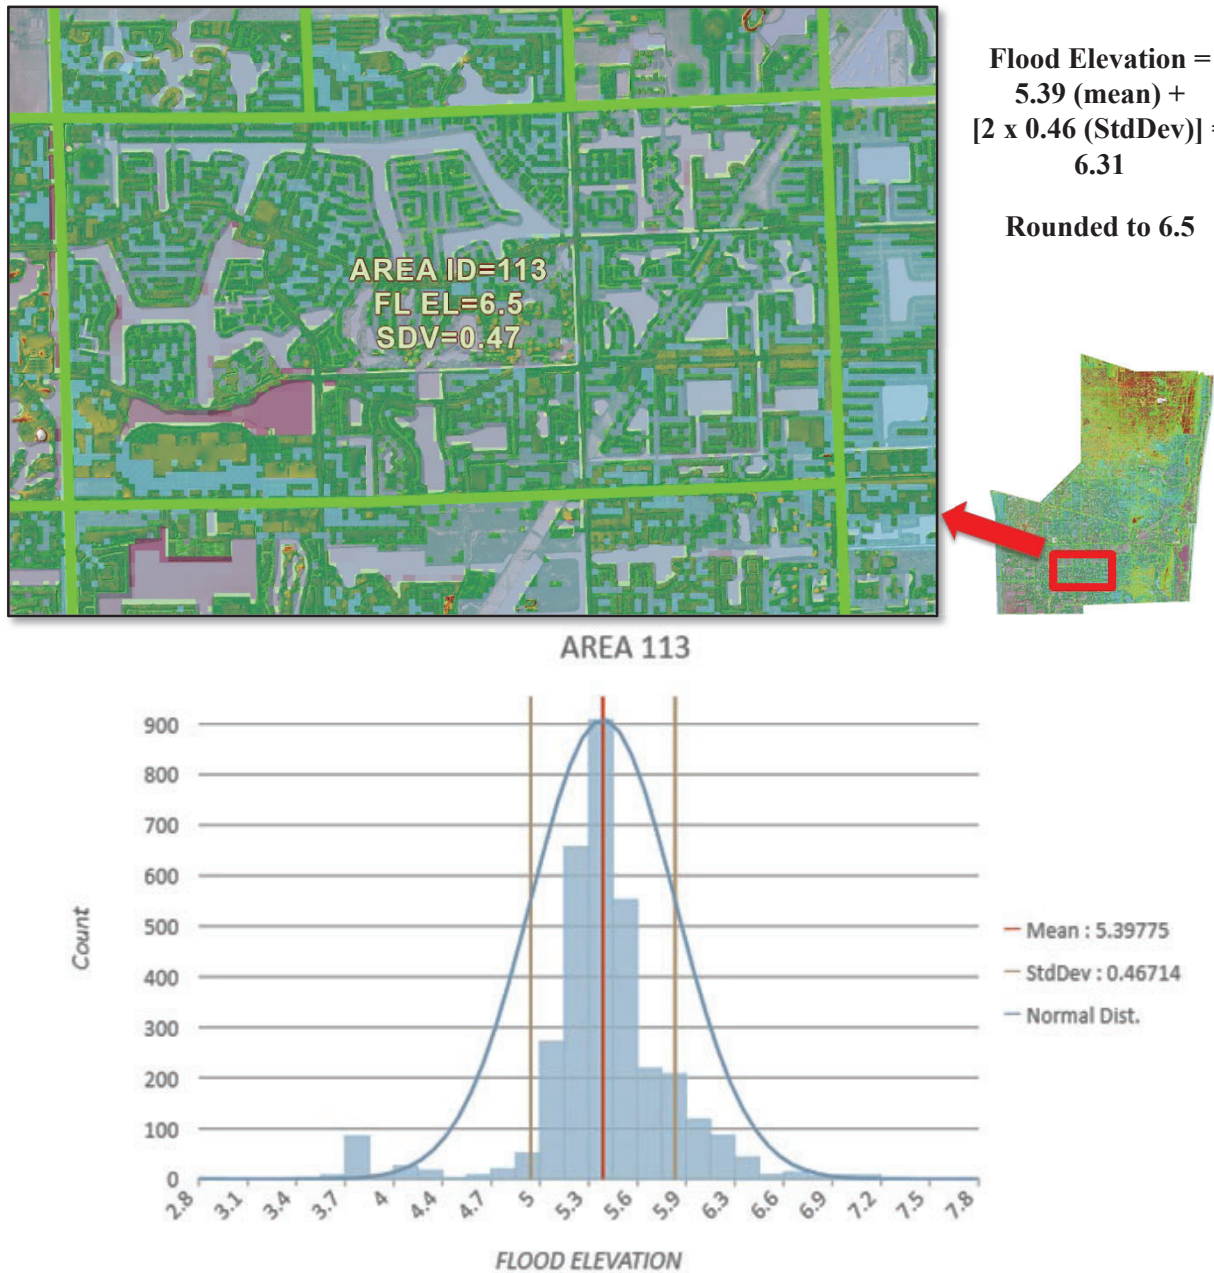 Flood Elevation =
5.39 (mean) +
[2 x 0.46 (StdDev)] =
6.31
Rounded to 6.5
AREA ID=113
FL EL=6.5
SDV=0.47
AREA 113
900
800
700
600
500
400
300
200
100
0
Count
2.8 3.1 3.4 3.7 4 4.4 4.7 5 5.3 5.6 5.9 6.3 6.6 6.9 7.2 7.5 7.8
FLOOD ELEVATION
Mean : 5.39775
StdDev : 0.46714
Normal Dist.